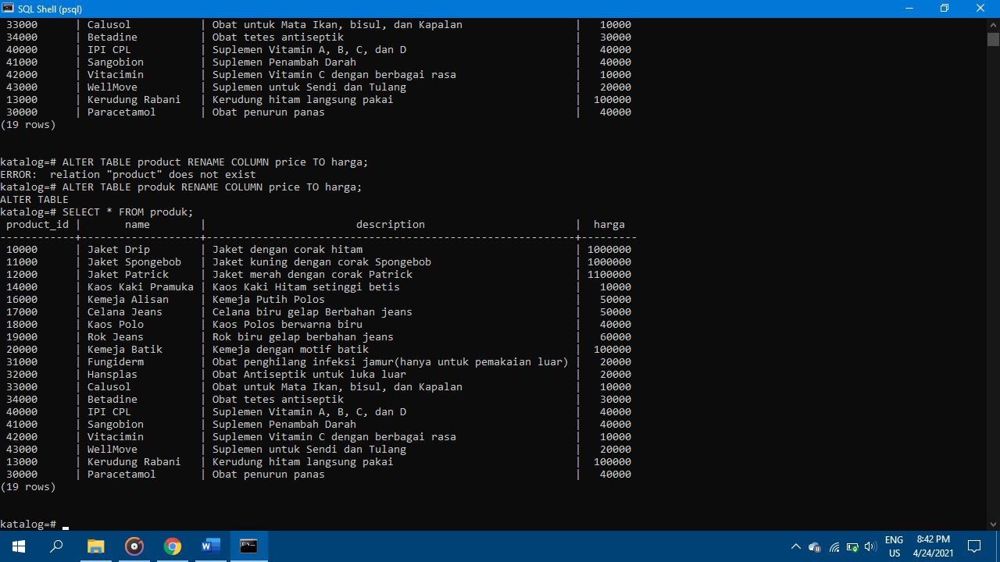 SQL Shell (psql)
33000 | Calusol | Obat untuk Mata Ikan, bisul, dan Kapalan | 10000
34000 | Betadine | Obat tetes antiseptik | 30000
40000 | IPI CPL | Suplemen Vitamin A, B, C, dan D | 40000
41000 | Sangobion | Suplemen Penambah Darah | 40000
42000 | Vitacimin | Suplemen Vitamin C dengan berbagai rasa | 10000
43000 | WellMove | Suplemen untuk Sendi dan Tulang | 20000
13000 | Kerudung Rabani | Kerudung hitam langsung pakai | 100000
30000 | Paracetamol | Obat penurun panas | 40000
(19 rows)
katalog=# ALTER TABLE product RENAME COLUMN price TO harga;
ERROR:  relation "product" does not exist
katalog=# ALTER TABLE produk RENAME COLUMN price TO harga;
ALTER TABLE
katalog=# SELECT * FROM produk;
product_id | name | description | harga
------------+-------------------+-----------------------------------------------------------+---------
10000 | Jaket Drip | Jaket dengan corak hitam | 1000000
11000 | Jaket Spongebob | Jaket kuning dengan corak Spongebob | 1000000
12000 | Jaket Patrick | Jaket merah dengan corak Patrick | 1100000
14000 | Kaos Kaki Pramuka | Kaos Kaki Hitam setinggi betis | 10000
16000 | Kemeja Alisan | Kemeja Putih Polos | 50000
17000 | Celana Jeans | Celana biru gelap Berbahan jeans | 50000
18000 | Kaos Polo | Kaos Polos berwarna biru | 40000
19000 | Rok Jeans | Rok biru gelap berbahan jeans | 60000
20000 | Kemeja Batik | Kemeja dengan motif batik | 100000
31000 | Fungiderm | Obat penghilang infeksi jamur(hanya untuk pemakaian luar) | 20000
32000 | Hansplas | Obat Antiseptik untuk luka luar | 20000
33000 | Calusol | Obat untuk Mata Ikan, bisul, dan Kapalan | 10000
34000 | Betadine | Obat tetes antiseptik | 30000
40000 | IPI CPL | Suplemen Vitamin A, B, C, dan D | 40000
41000 | Sangobion | Suplemen Penambah Darah | 40000
42000 | Vitacimin | Suplemen Vitamin C dengan berbagai rasa | 10000
43000 | WellMove | Suplemen untuk Sendi dan Tulang | 20000
13000 | Kerudung Rabani | Kerudung hitam langsung pakai | 100000
30000 | Paracetamol | Obat penurun panas | 40000
(19 rows)
katalog=#
ENG
US
8:42 PM
4/24/2021